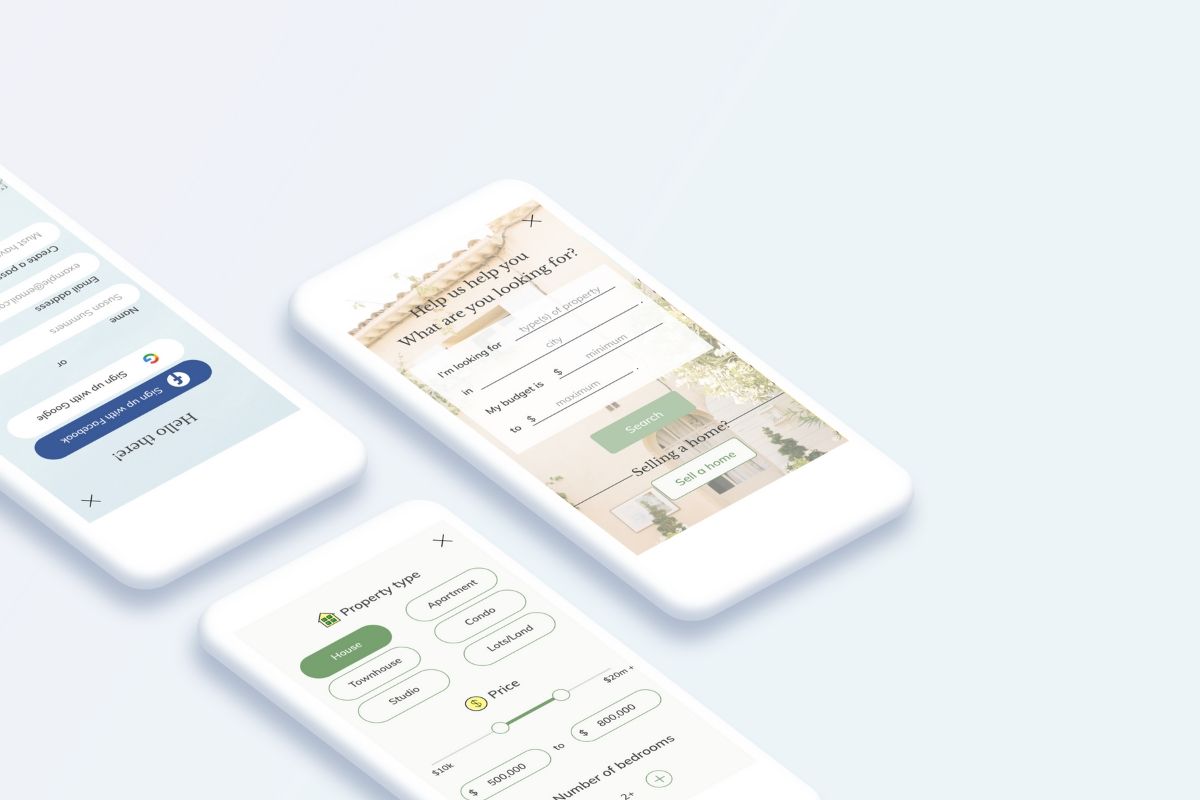 Hello there!
Sign up with Facebook
Sign up with Google
or
Name
Susan Summers
Email address
example@email.co
Create a pas
Must hav
Help us help you
What are you looking for?
I'm looking for type(s) of property
in city.
My budget is $ minimum
to $ maximum.
Search
Selling a home?
Sell a home
Property type
House
Apartment
Townhouse
Condo
Studio
Lots/Land
$ Price
$10k
$20m +
$ 500,000 to $ 800,000
Number of bedrooms
2+